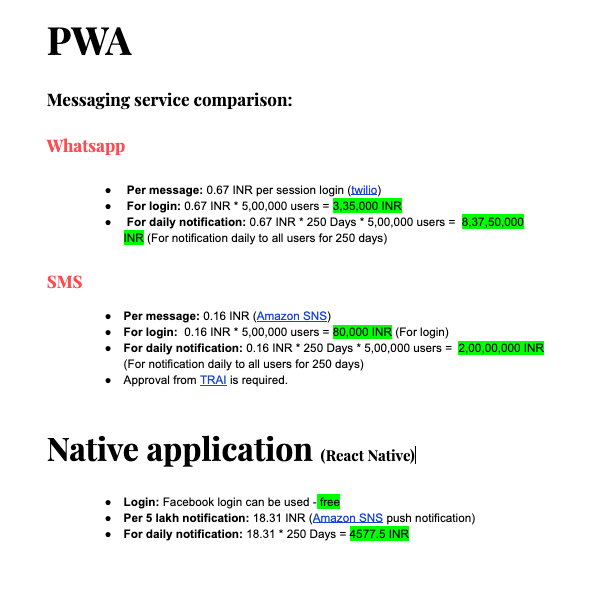 PWA
Messaging service comparison:
Whatsapp
● Per message: 0.67 INR per session login (twilio)
● For login: 0.67 INR * 5,00,000 users = 3,35,000 INR
● For daily notification: 0.67 INR * 250 Days * 5,00,000 users = 8,37,50,000
INR (For notification daily to all users for 250 days)
SMS
● Per message: 0.16 INR (Amazon SNS)
● For login: 0.16 INR * 5,00,000 users = 80,000 INR (For login)
● For daily notification: 0.16 INR * 250 Days * 5,00,000 users = 2,00,00,000 INR
(For notification daily to all users for 250 days)
● Approval from TRAI is required.
Native application (React Native)
● Login: Facebook login can be used - free
● Per 5 lakh notification: 18.31 INR (Amazon SNS push notification)
● For daily notification: 18.31 * 250 Days = 4577.5 INR